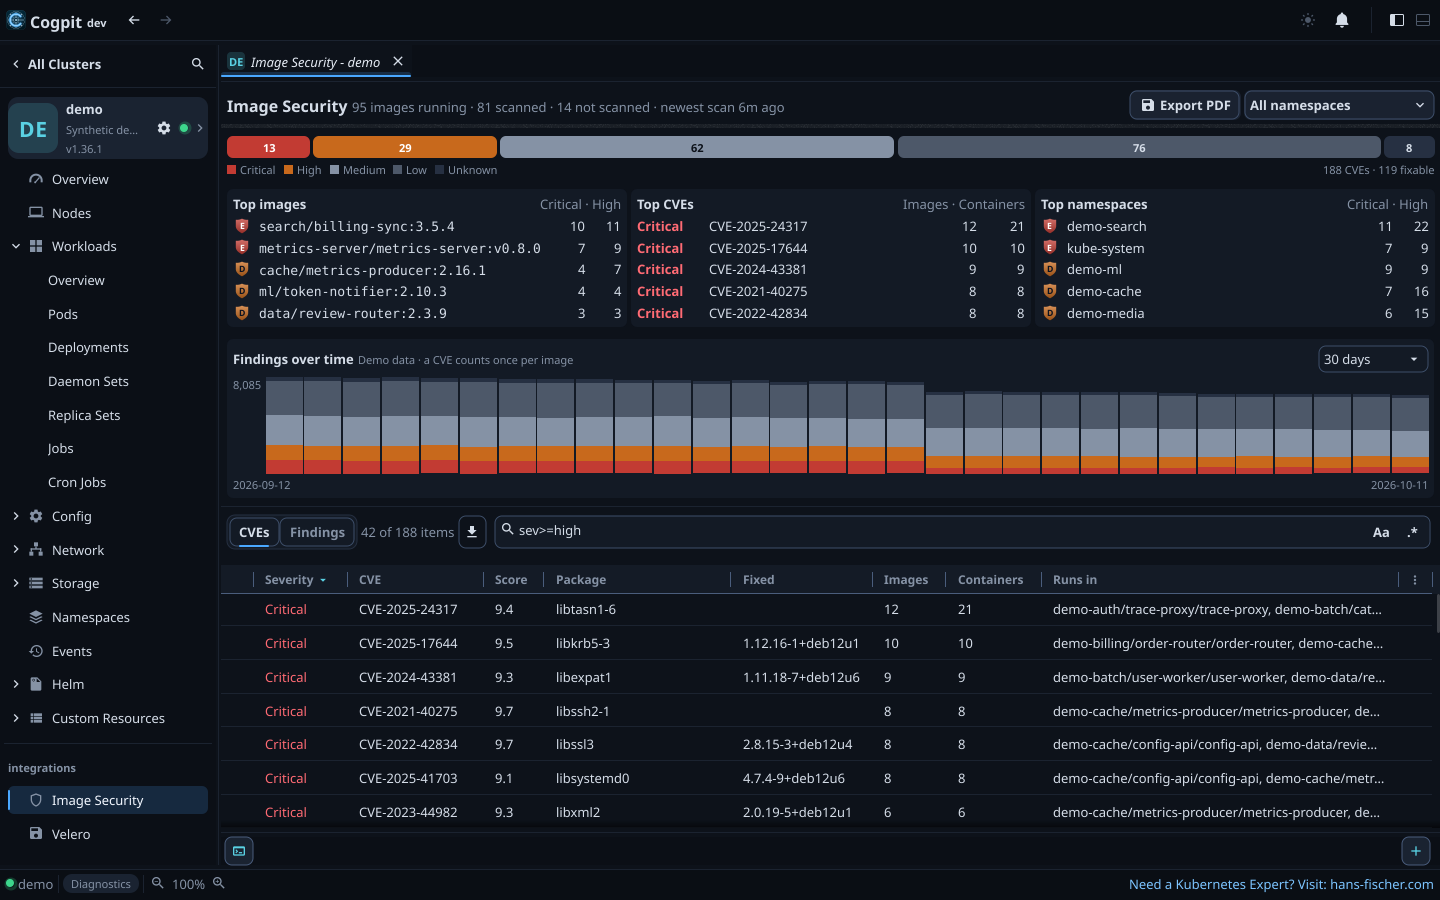 Cogpit dev
All Clusters
DE
demo
Synthetic de...
v1.36.1
Overview
Nodes
Workloads
Overview
Pods
Deployments
Daemon Sets
Replica Sets
Jobs
Cron Jobs
Config
Network
Storage
Namespaces
Events
Helm
Custom Resources
integrations
Image Security
Velero
DE Image Security - demo
Image Security 95 images running · 81 scanned · 14 not scanned · newest scan 6m ago
Export PDF
All namespaces
13 29 62 76 8
Critical High Medium Low Unknown
188 CVEs · 119 fixable
Top images Critical · High
E search/billing-sync:3.5.4 10 11
E metrics-server/metrics-server:v0.8.0 7 9
D cache/metrics-producer:2.16.1 4 7
D ml/token-notifier:2.10.3 4 4
D data/review-router:2.3.9 3 3
Top CVEs Images · Containers
Critical CVE-2025-24317 12 21
Critical CVE-2025-17644 10 10
Critical CVE-2024-43381 9 9
Critical CVE-2021-40275 8 8
Critical CVE-2022-42834 8 8
Top namespaces Critical · High
E demo-search 11 22
E kube-system 7 9
D demo-ml 9 9
D demo-cache 7 16
D demo-media 6 15
Findings over time Demo data · a CVE counts once per image
30 days
8,085
2026-09-12 2026-10-11
CVEs Findings 42 of 188 items
sev>=high
Aa .*
Severity CVE Score Package Fixed Images Containers Runs in
Critical CVE-2025-24317 9.4 libtasn1-6 12 21 demo-auth/trace-proxy/trace-proxy, demo-batch/cat...
Critical CVE-2025-17644 9.5 libkrb5-3 1.12.16-1+deb12u1 10 10 demo-billing/order-router/order-router, demo-cache...
Critical CVE-2024-43381 9.3 libexpat1 1.11.18-7+deb12u6 9 9 demo-batch/user-worker/user-worker, demo-data/re...
Critical CVE-2021-40275 9.7 libssh2-1 8 8 demo-cache/metrics-producer/metrics-producer, de...
Critical CVE-2022-42834 9.7 libssl3 2.8.15-3+deb12u4 8 8 demo-cache/config-api/config-api, demo-data/revie...
Critical CVE-2025-41703 9.1 libsystemd0 4.7.4-9+deb12u6 8 8 demo-cache/config-api/config-api, demo-cache/metr...
Critical CVE-2023-44982 9.3 libxml2 2.0.19-5+deb12u1 6 6 demo-cache/metrics-producer/metrics-producer, de...
demo Diagnostics 100%
Need a Kubernetes Expert? Visit: hans-fischer.com